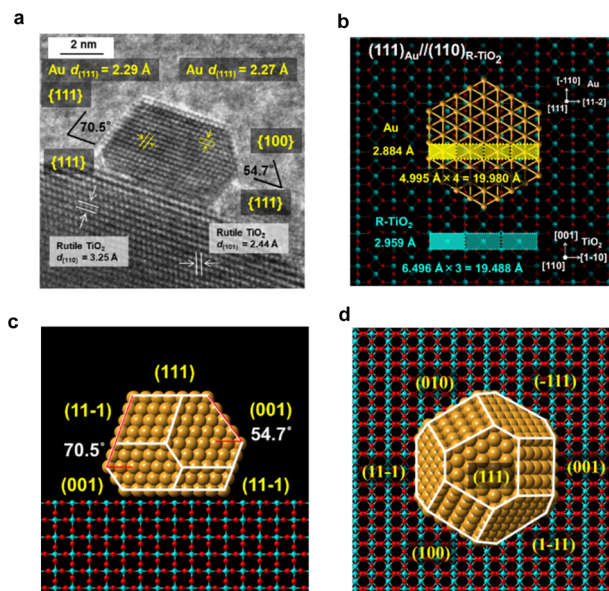 a
2 nm
Au d(111) = 2.29 Å
Au d(111) = 2.27 Å
{111}
70.5°
{100}
{111}
54.7°
{111}
Rutile TiO2
d(110) = 3.25 Å
Rutile TiO2
d(101) = 2.44 Å
b
(111)Au//(110)R-TiO2
[-110]
[111]
[11-2]
Au
2.884 Å
4.995 Å × 4 = 19.980 Å
R-TiO2
2.959 Å
6.496 Å × 3 = 19.488 Å
[001]
TiO2
[110]
[1-10]
c
(111)
(11-1)
(001)
70.5°
54.7°
(001)
(11-1)
d
(010)
(-111)
(11-1)
(111)
(001)
(100)
(1-11)